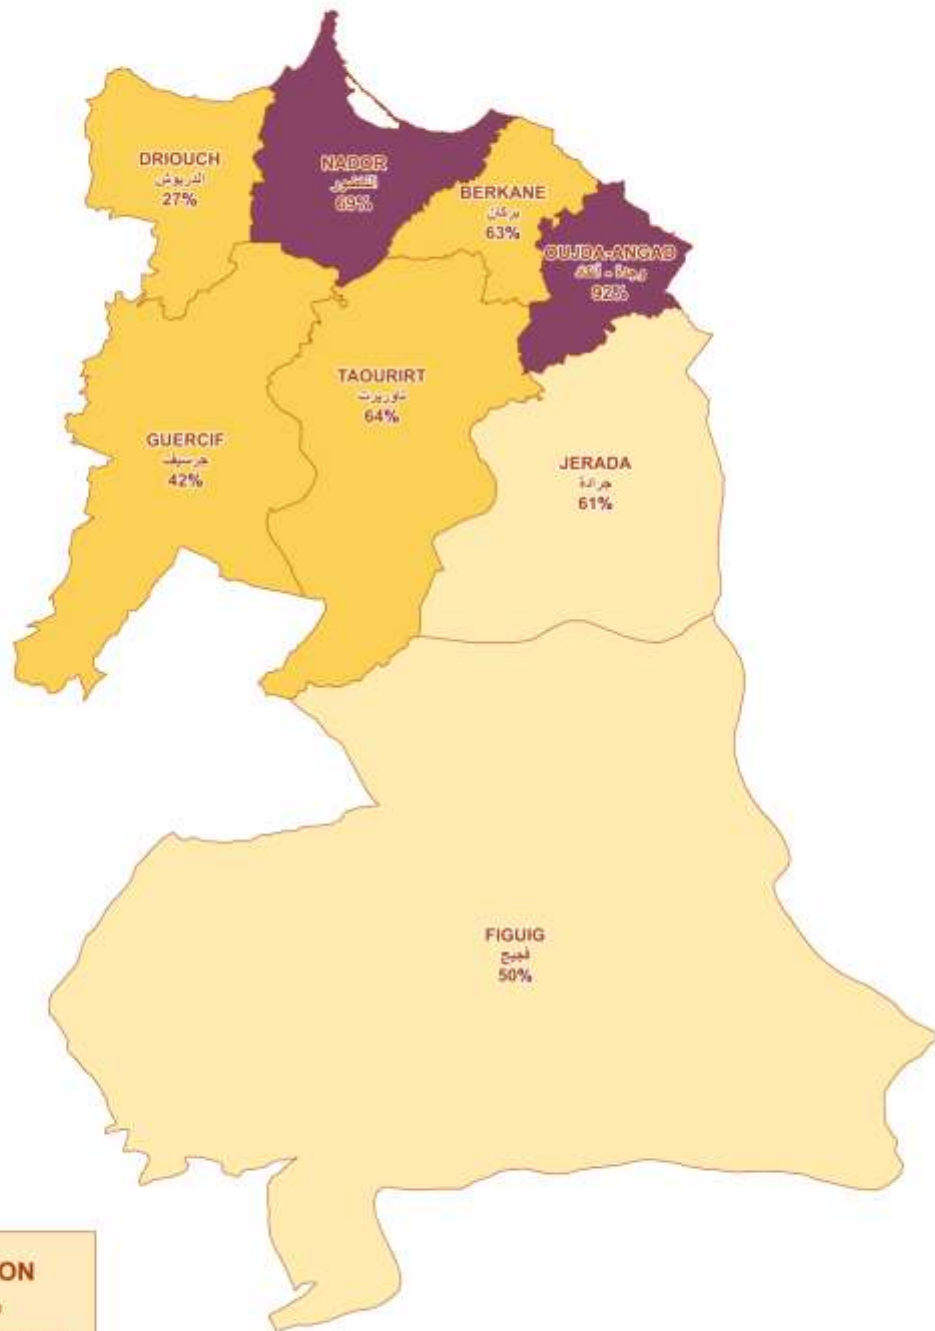 DRIOUCH
الدريوش
27%
NADOR
الناضور
69%
BERKANE
بركان
63%
OUJDA-ANGAD
وجدة - أنكاد
92%
TAOURIRT
تاوريرت
64%
GUERCIF
جرسيف
42%
JERADA
جرادة
61%
FIGUIG
فجيج
50%
ON